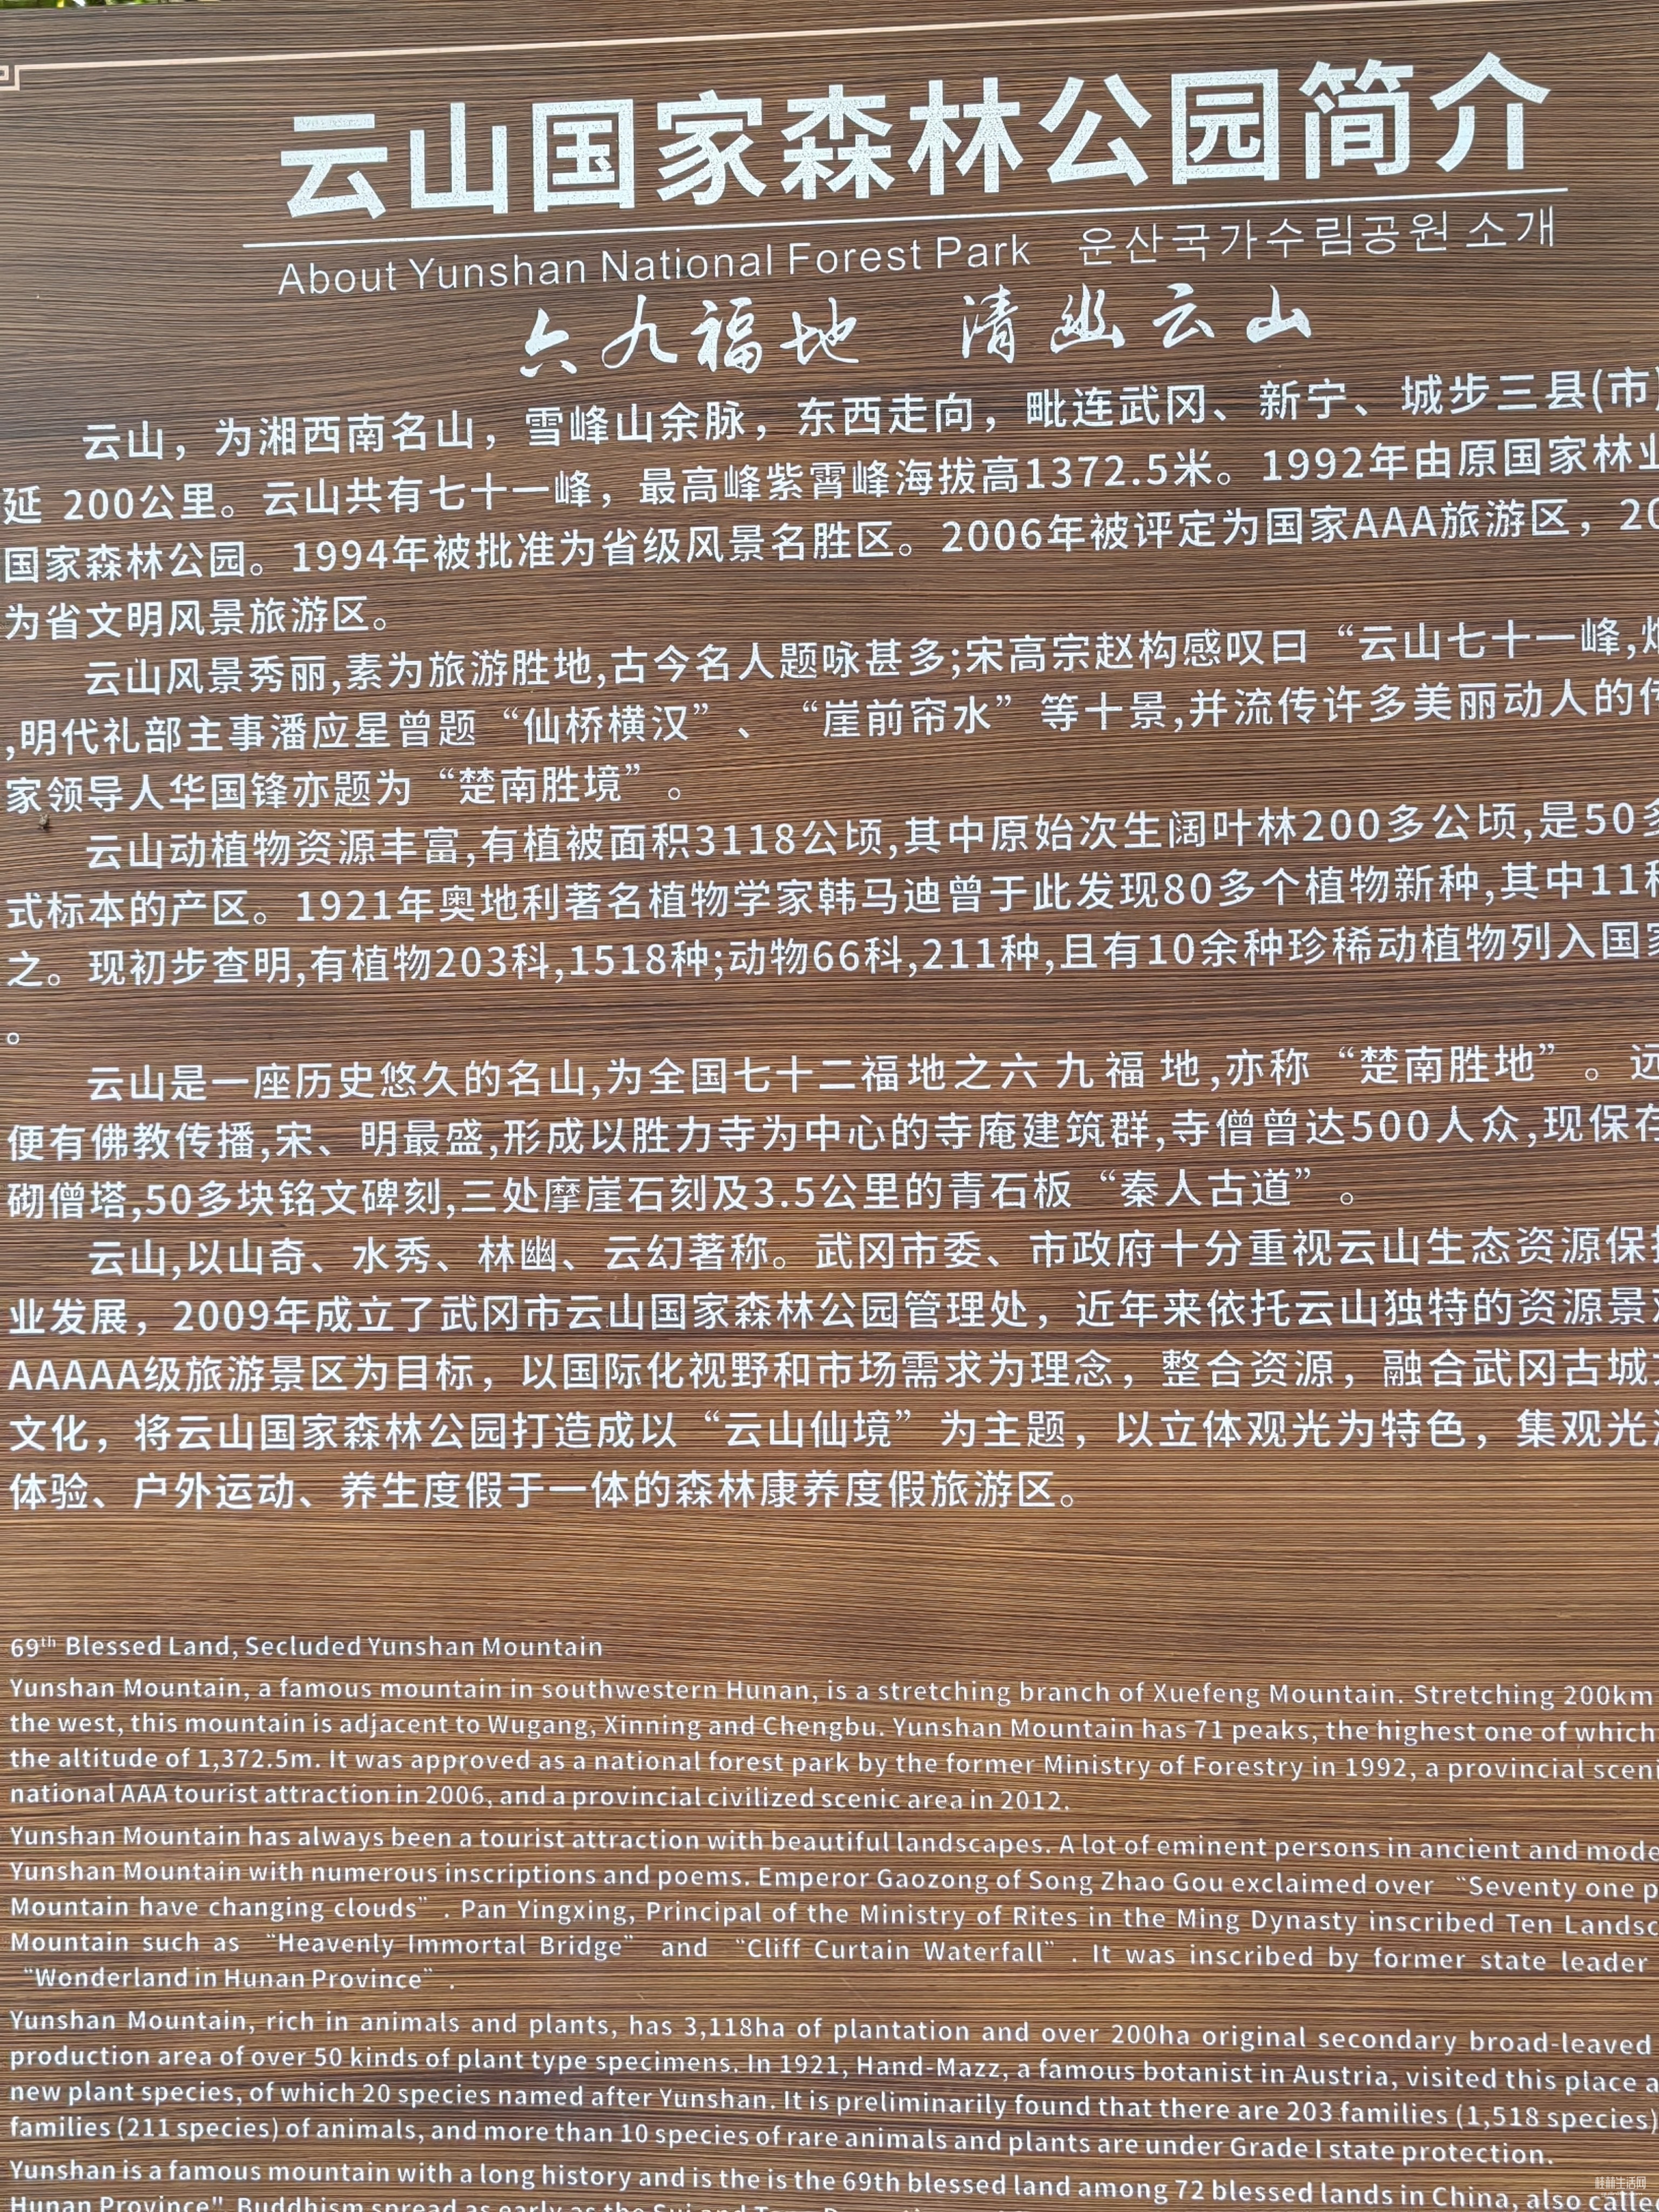 云山国家森林公园简介
About Yunshan National Forest Park 운산국가수림공원 소개
六九福地 清幽云山
云山，为湘西南名山，雪峰山余脉，东西走向，毗连武冈、新宁、城步三县(市)
延 200公里。云山共有七十一峰，最高峰紫霄峰海拔高1372.5米。1992年由原国家林业
国家森林公园。1994年被批准为省级风景名胜区。2006年被评定为国家AAA旅游区，20
为省文明风景旅游区。
云山风景秀丽,素为旅游胜地,古今名人题咏甚多;宋高宗赵构感叹曰“云山七十一峰,
,明代礼部主事潘应星曾题“仙桥横汉”、“崖前帘水”等十景,并流传许多美丽动人的传
家领导人华国锋亦题为“楚南胜境”。
云山动植物资源丰富,有植被面积3118公顷,其中原始次生阔叶林200多公顷,是50多
式标本的产区。1921年奥地利著名植物学家韩马迪曾于此发现80多个植物新种,其中11种
之。现初步查明,有植物203科,1518种;动物66科,211种,且有10余种珍稀动植物列入国家
。
云山是一座历史悠久的名山,为全国七十二福地之六九福地,亦称“楚南胜地”。远
便有佛教传播,宋、明最盛,形成以胜力寺为中心的寺庵建筑群,寺僧曾达500人众,现保存
砌僧塔,50多块铭文碑刻,三处摩崖石刻及3.5公里的青石板“秦人古道”。
云山,以山奇、水秀、林幽、云幻著称。武冈市委、市政府十分重视云山生态资源保护
业发展，2009年成立了武冈市云山国家森林公园管理处，近年来依托云山独特的资源景观
AAAAA级旅游景区为目标，以国际化视野和市场需求为理念，整合资源，融合武冈古城文
文化，将云山国家森林公园打造成以“云山仙境”为主题，以立体观光为特色，集观光游
体验、户外运动、养生度假于一体的森林康养度假旅游区。
69th Blessed Land, Secluded Yunshan Mountain
Yunshan Mountain, a famous mountain in southwestern Hunan, is a stretching branch of Xuefeng Mountain. Stretching 200km
the west, this mountain is adjacent to Wugang, Xinning and Chengbu. Yunshan Mountain has 71 peaks, the highest one of which
the altitude of 1,372.5m. It was approved as a national forest park by the former Ministry of Forestry in 1992, a provincial sceni
national AAA tourist attraction in 2006, and a provincial civilized scenic area in 2012.
Yunshan Mountain has always been a tourist attraction with beautiful landscapes. A lot of eminent persons in ancient and mode
Yunshan Mountain with numerous inscriptions and poems. Emperor Gaozong of Song Zhao Gou exclaimed over “Seventy one p
Mountain have changing clouds”. Pan Yingxing, Principal of the Ministry of Rites in the Ming Dynasty inscribed Ten Landsc
Mountain such as “Heavenly Immortal Bridge” and “Cliff Curtain Waterfall”. It was inscribed by former state leader
“Wonderland in Hunan Province”.
Yunshan Mountain, rich in animals and plants, has 3,118ha of plantation and over 200ha original secondary broad-leaved
production area of over 50 kinds of plant type specimens. In 1921, Hand-Mazz, a famous botanist in Austria, visited this place a
new plant species, of which 20 species named after Yunshan. It is preliminarily found that there are 203 families (1,518 species)
families (211 species) of animals, and more than 10 species of rare animals and plants are under Grade I state protection.
Yunshan is a famous mountain with a long history and is the is the 69th blessed land among 72 blessed lands in China, also calle
Hunan Province". Buddhism spread as early as the Sui and Tang
桂林生活网